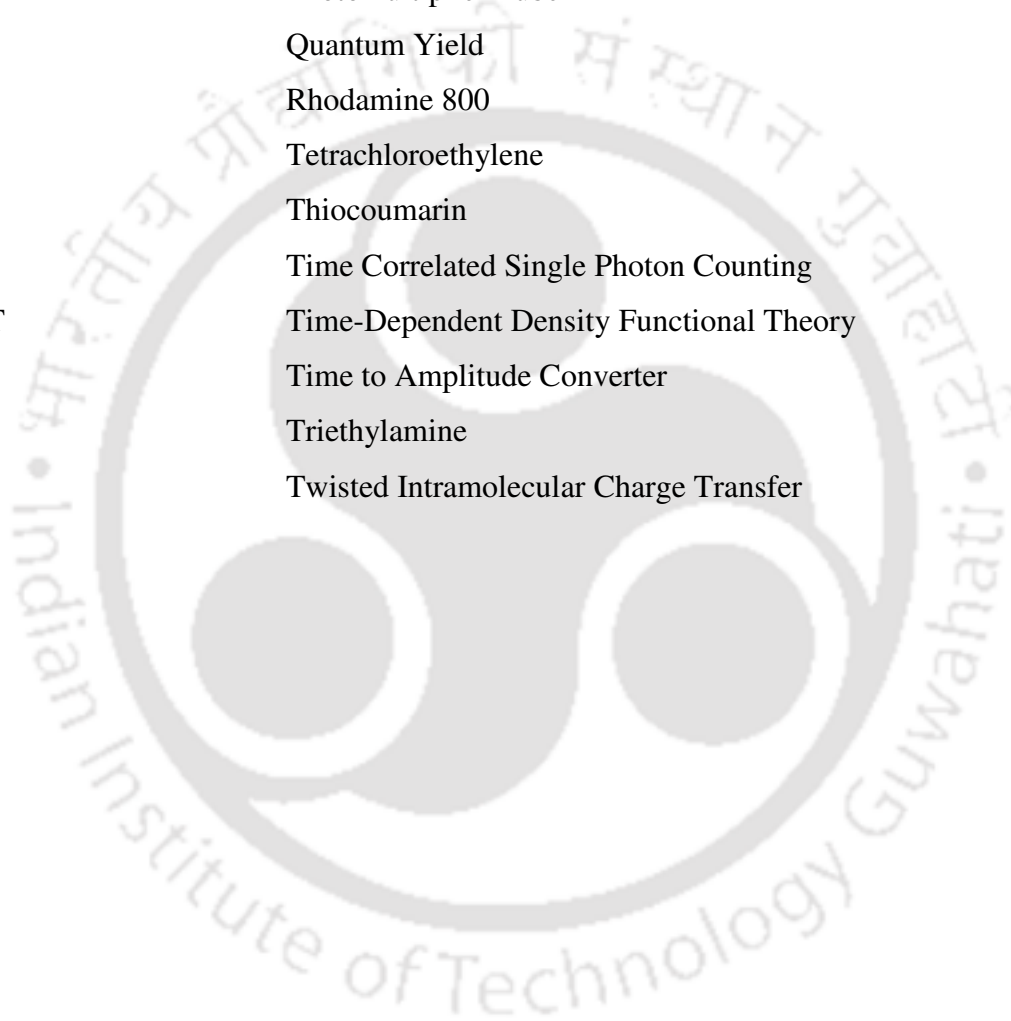 Quantum Yield
Rhodamine 800
Tetrachloroethylene
Thiocoumarin
Time Correlated Single Photon Counting
Time-Dependent Density Functional Theory
Time to Amplitude Converter
Triethylamine
Twisted Intramolecular Charge Transfer
भारतीय प्रौद्योगिकी संस्थान गुवाहाटी
Indian Institute of Technology Guwahati